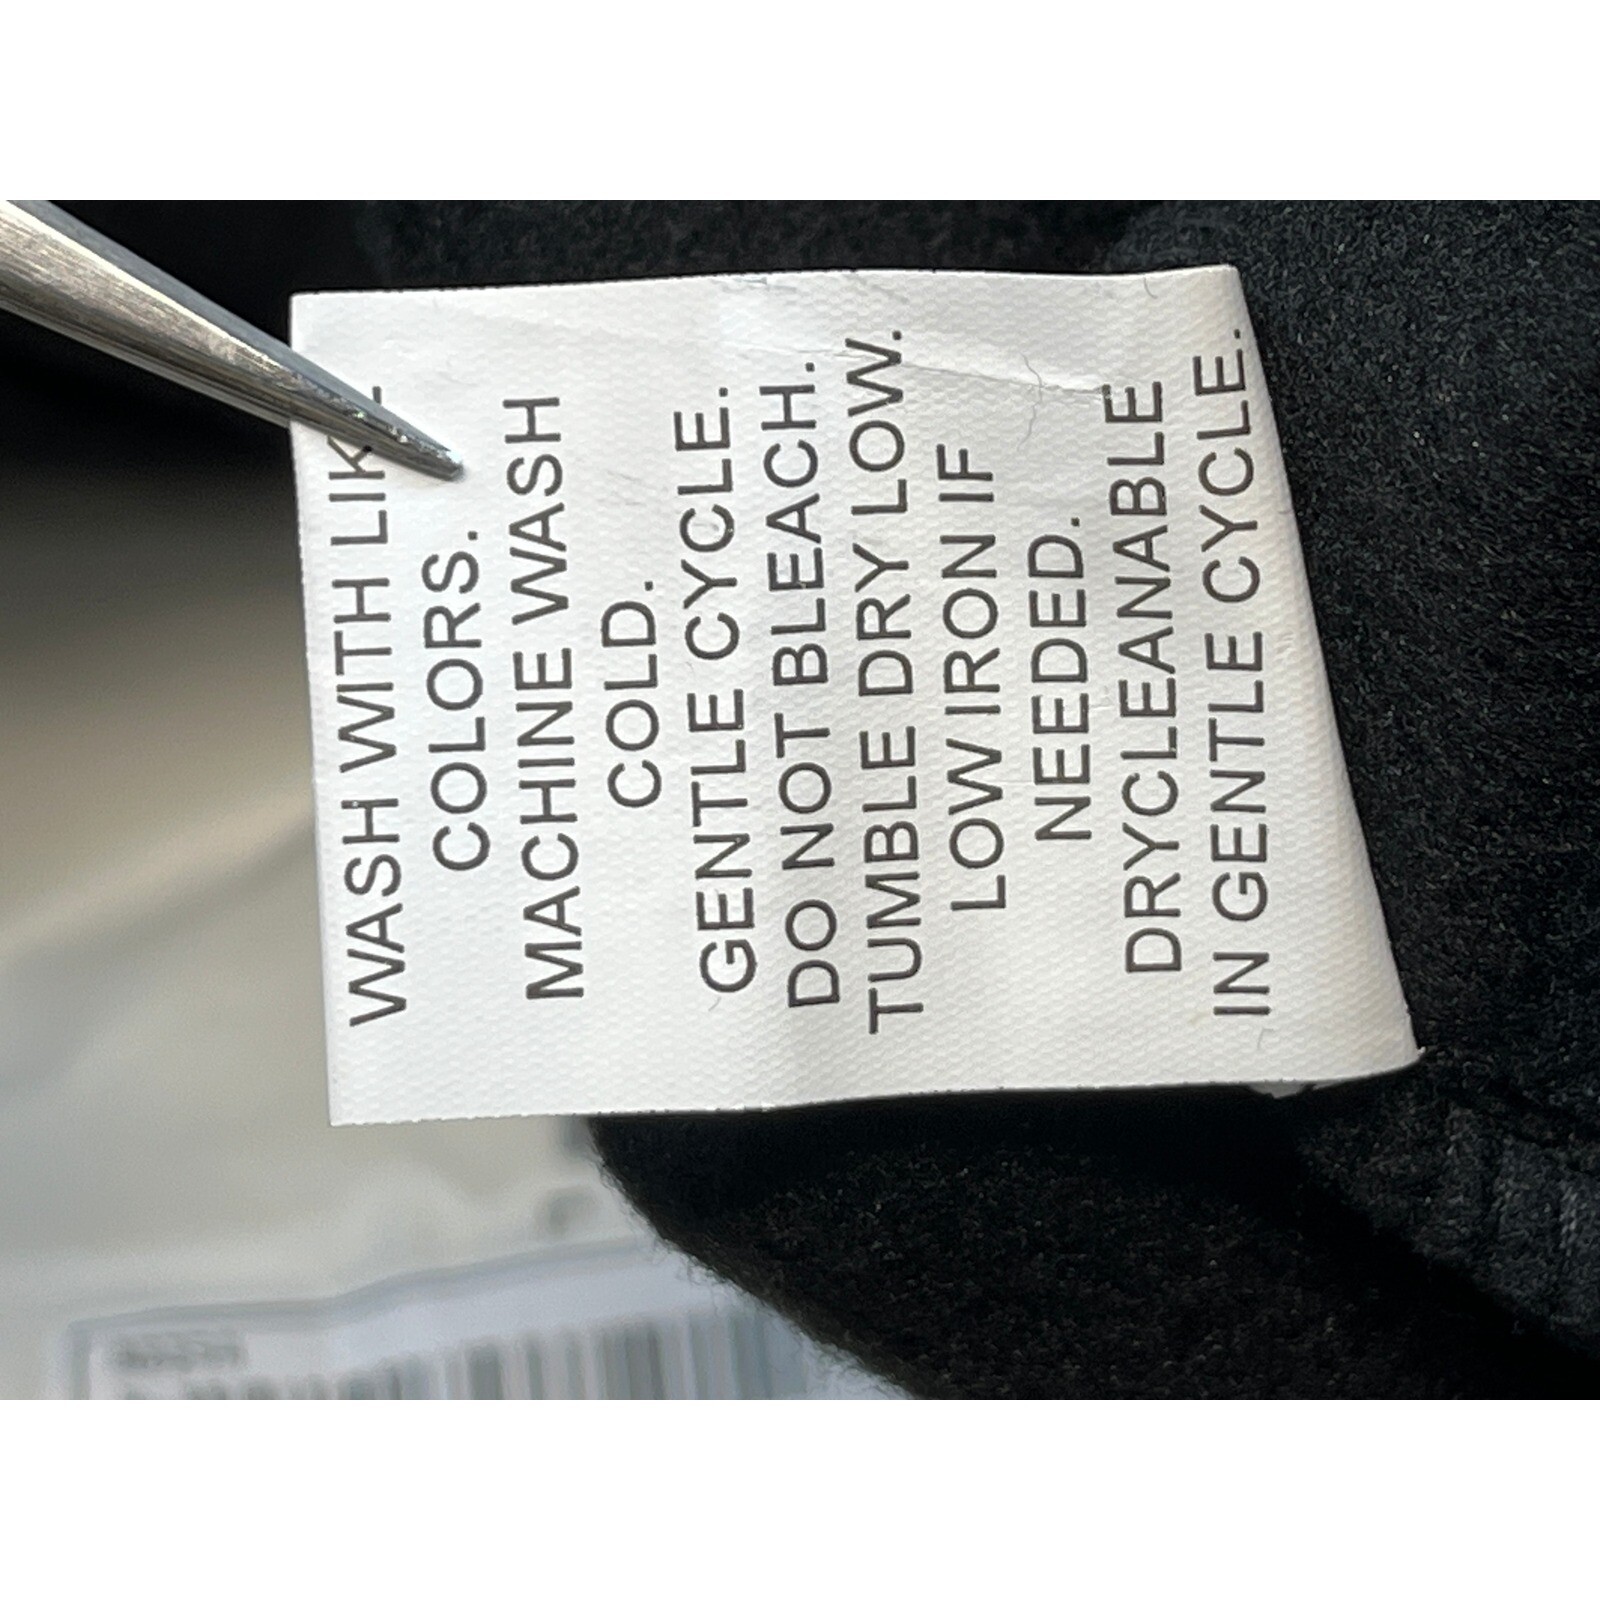 WASH WITH LIKE
COLORS.
MACHINE WASH
COLD.
GENTLE CYCLE.
DO NOT BLEACH.
TUMBLE DRY LOW.
LOW IRON IF
NEEDED.
DRYCLEANABLE
IN GENTLE CYCLE.